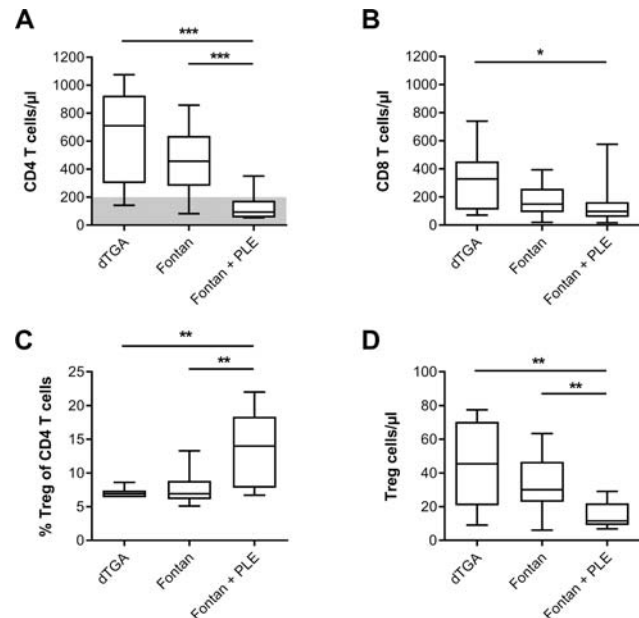 A
***
***
1200
1000
800
600
400
200
0
CD4 T cells/µl
dTGA
Fontan
Fontan + PLE
B
*
1200
1000
800
600
400
200
0
CD8 T cells/µl
dTGA
Fontan
Fontan + PLE
C
**
**
25
20
15
10
5
0
% Treg of CD4 T cells
dTGA
Fontan
Fontan + PLE
D
**
**
100
80
60
40
20
0
Treg cells/µl
dTGA
Fontan
Fontan + PLE